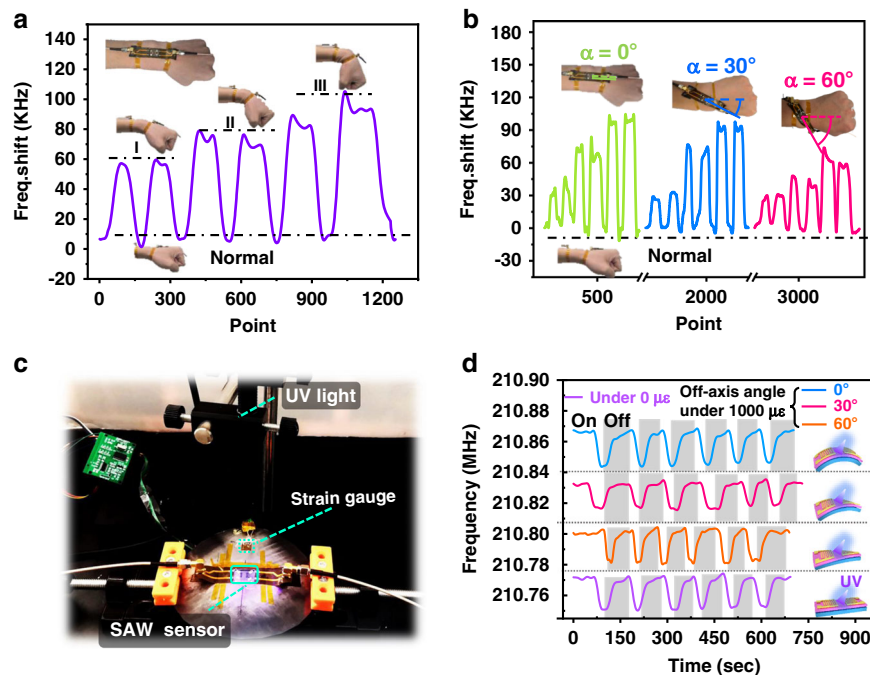 a
Freq.shift (KHz)
140
120
100
80
60
40
20
0
-20
I
II
III
Normal
0
300
600
900
1200
Point
b
Freq.shift (KHz)
180
150
120
90
60
30
0
-30
α = 0°
α = 30°
α = 60°
Normal
500
2000
3000
Point
c
UV light
Strain gauge
SAW sensor
d
Frequency (MHz)
210.90
210.88
210.86
210.84
210.82
210.80
210.78
210.76
Under 0 με
Off-axis angle
under 1000 με
0°
30°
60°
On Off
UV
0
150
300
450
600
750
900
Time (sec)